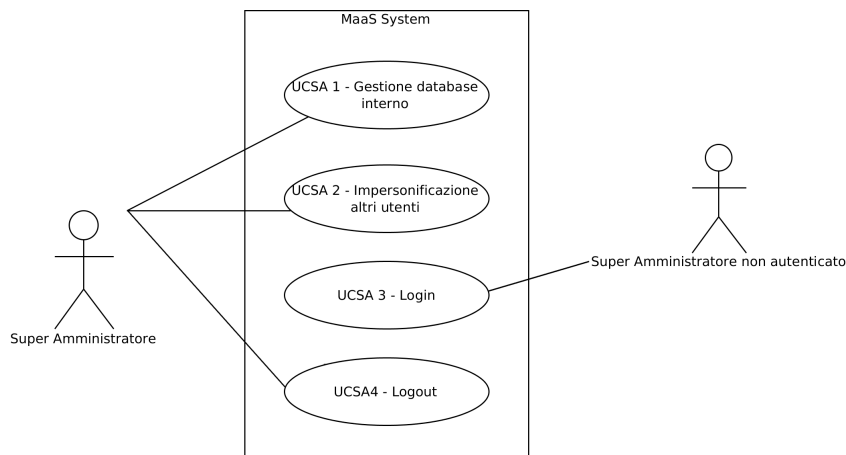 MaaS System
UCSA 1 - Gestione database
interno
UCSA 2 - Impersonificazione
altri utenti
UCSA 3 - Login
UCSA4 - Logout
Super Amministratore
Super Amministratore non autenticato